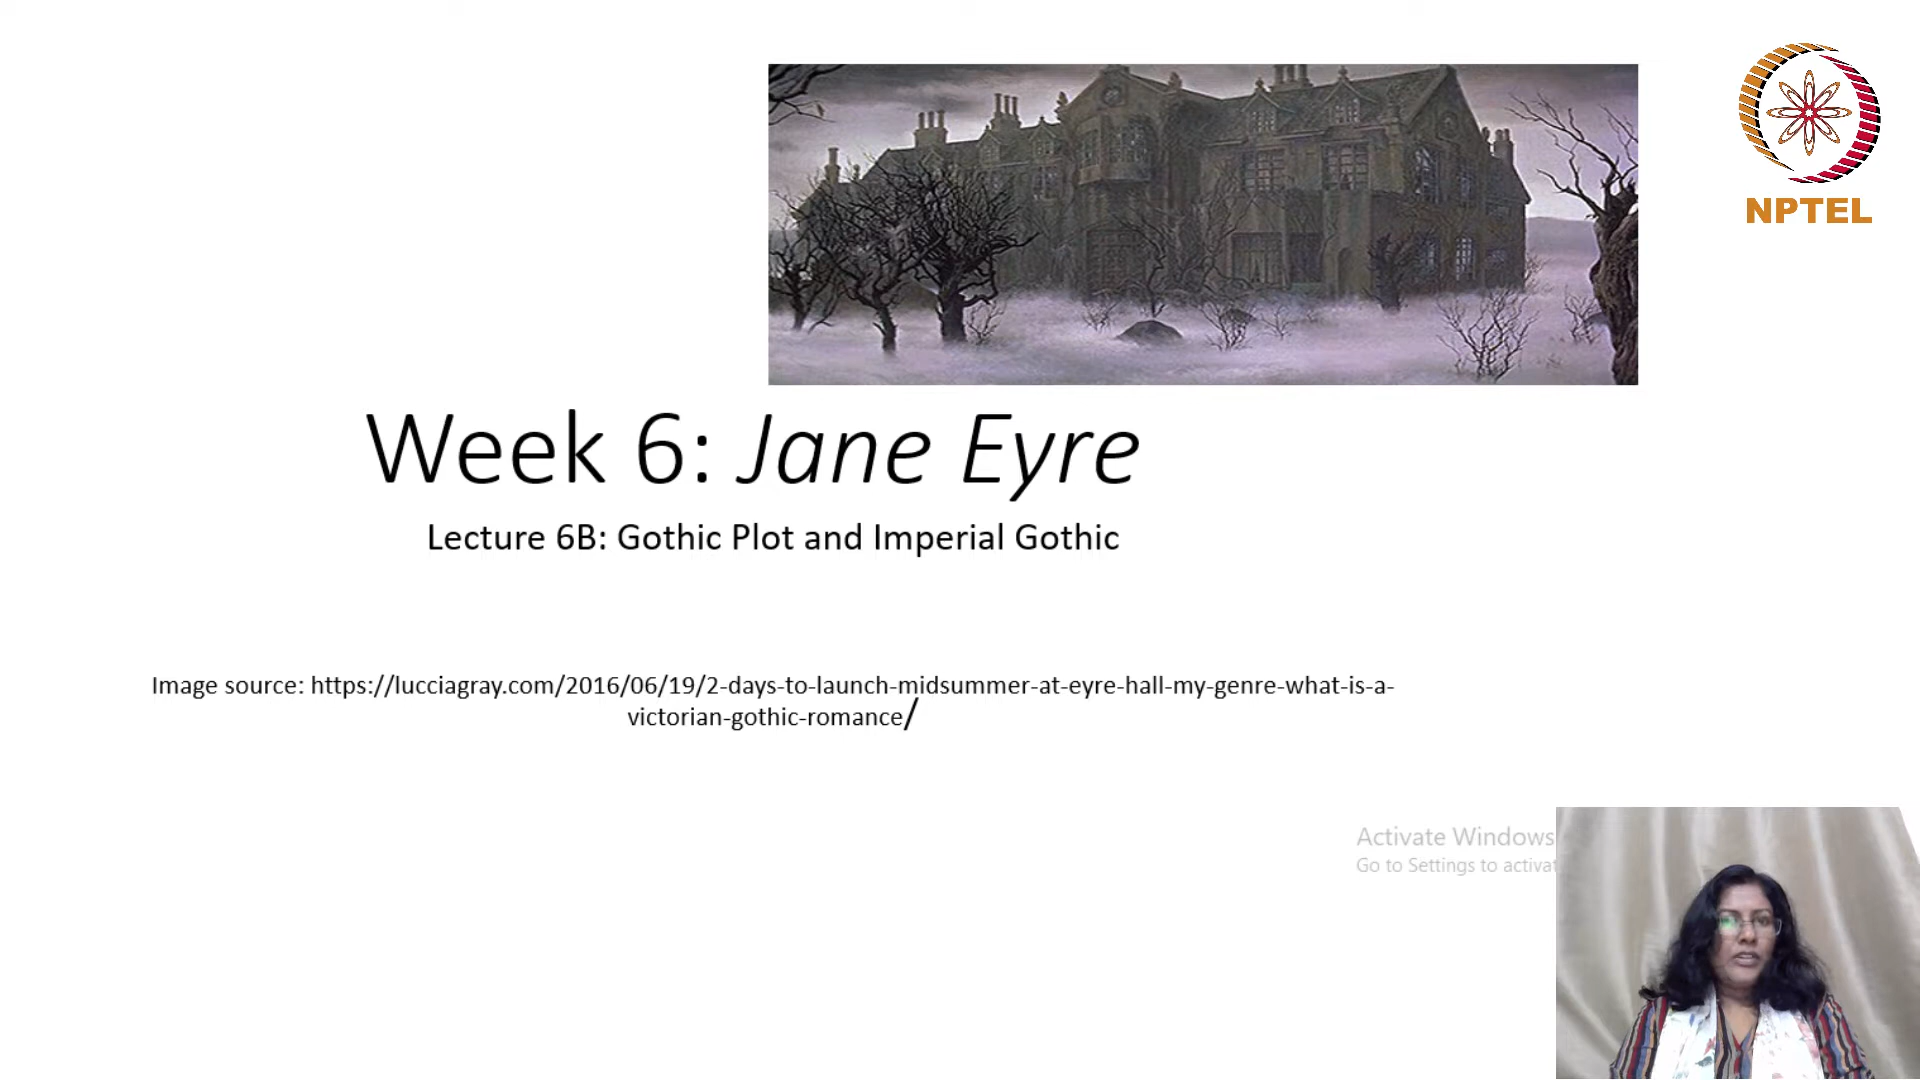 NPTEL
Week 6: Jane Eyre
Lecture 6B: Gothic Plot and Imperial Gothic
Image source: https://lucciagray.com/2016/06/19/2-days-to-launch-midsummer-at-eyre-hall-my-genre-what-is-a-
victorian-gothic-romance/
Activate Windows
Go to Settings to activat